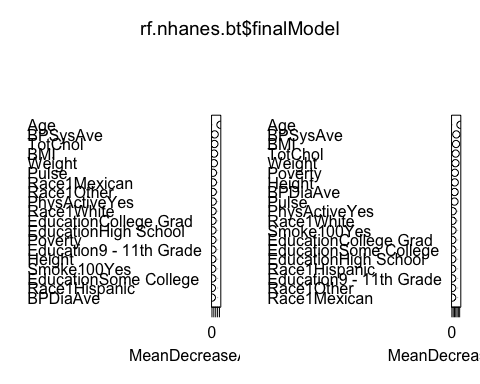 rf.nhanes.bt$finalModel
Age
BPSysAve
TotChol
BMI
Weight
Pulse
Race1Mexican
Race1Other
PhysActiveYes
Race1White
EducationCollege Grad
EducationHigh School
Poverty
Education9 - 11th Grade
Height
Smoke100Yes
EducationSome College
Race1Hispanic
BPDiaAve
0
MeanDecreaseA
Age
BPSysAve
BMI
TotChol
Weight
Poverty
Height
BPDiaAve
Pulse
PhysActiveYes
Race1White
Smoke100Yes
EducationCollege Grad
EducationSome College
EducationHigh School
Race1Hispanic
Education9 - 11th Grade
Race1Other
Race1Mexican
0
MeanDecreas